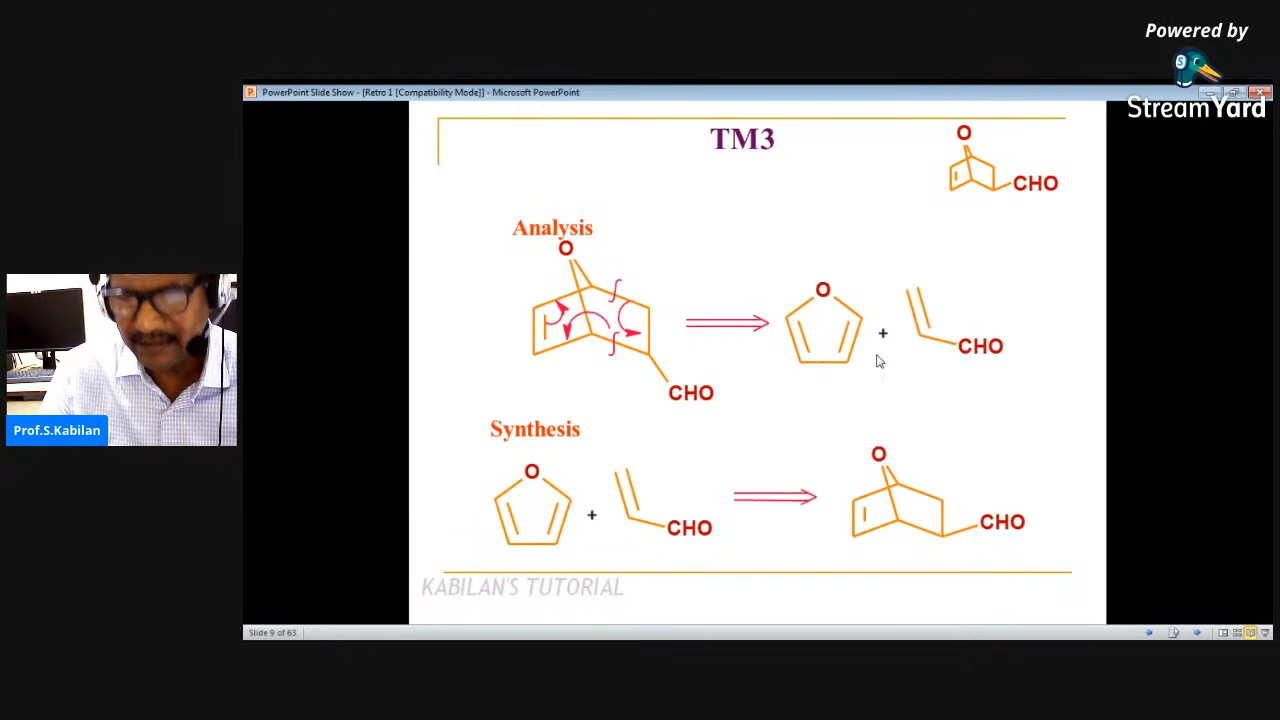 Powered by
S
StreamYard
PowerPoint Slide Show - [Retro 1 [Compatibility Mode]] - Microsoft PowerPoint
TM3
O
CHO
Analysis
O
CHO
O
+
CHO
Prof.S.Kabilan
Synthesis
O
+
CHO
O
CHO
KABILAN'S TUTORIAL
Slide 9 of 63